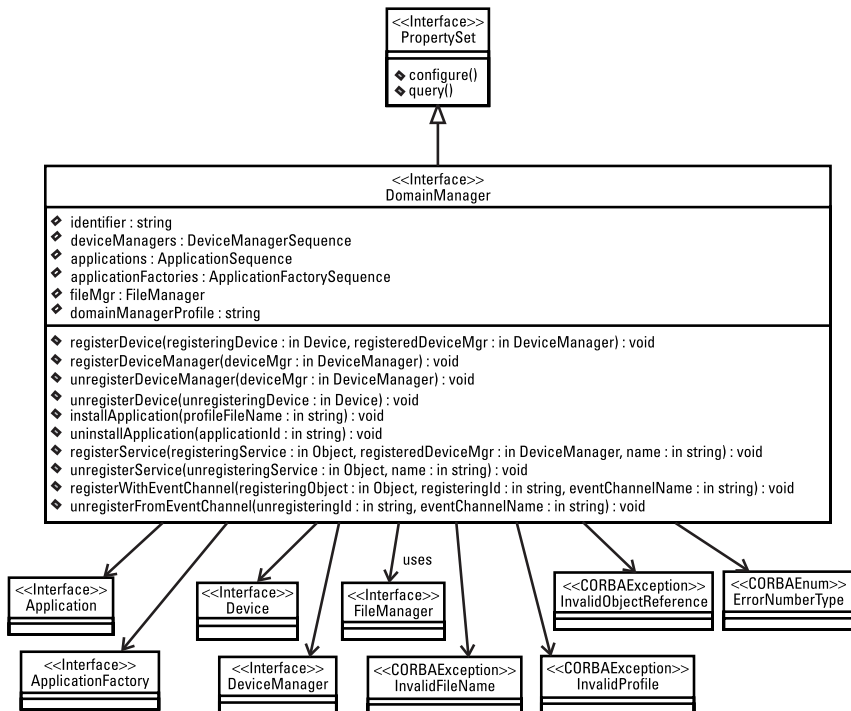 <<Interface>>
PropertySet
configure()
query()
<<Interface>>
DomainManager
identifier : string
deviceManagers : DeviceManagerSequence
applications : ApplicationSequence
applicationFactories : ApplicationFactorySequence
fileMgr : FileManager
domainManagerProfile : string
registerDevice(registeringDevice : in Device, registeredDeviceMgr : in DeviceManager) : void
registerDeviceManager(deviceMgr : in DeviceManager) : void
unregisterDeviceManager(deviceMgr : in DeviceManager) : void
unregisterDevice(unregisteringDevice : in Device) : void
installApplication(profileFileName : in string) : void
uninstallApplication(applicationId : in string) : void
registerService(registeringService : in Object, registeredDeviceMgr : in DeviceManager, name : in string) : void
unregisterService(unregisteringService : in Object, name : in string) : void
registerWithEventChannel(registeringObject : in Object, registeringId : in string, eventChannelName : in string) : void
unregisterFromEventChannel(unregisteringId : in string, eventChannelName : in string) : void
uses
<<Interface>>
Application
<<Interface>>
Device
<<Interface>>
FileManager
<<CORBAException>>
InvalidObjectReference
<<CORBAEnum>>
ErrorNumberType
<<Interface>>
ApplicationFactory
<<Interface>>
DeviceManager
<<CORBAException>>
InvalidFileName
<<CORBAException>>
InvalidProfile